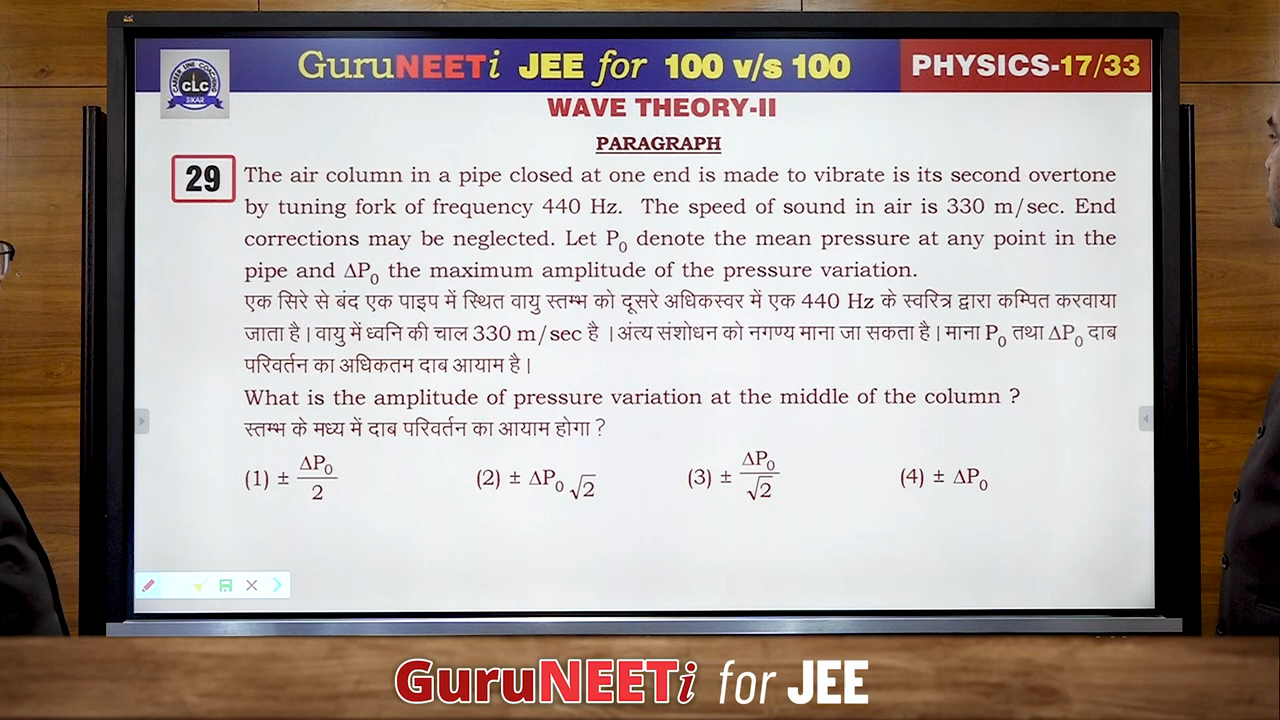 GuruNEETi JEE for 100 v/s 100 PHYSICS-17/33
CAREER LINE COACHING
CLC
SIKAR
WAVE THEORY-II
PARAGRAPH
29 The air column in a pipe closed at one end is made to vibrate is its second overtone
by tuning fork of frequency 440 Hz. The speed of sound in air is 330 m/sec. End
corrections may be neglected. Let P₀ denote the mean pressure at any point in the
pipe and ΔP₀ the maximum amplitude of the pressure variation.
एक सिरे से बंद एक पाइप में स्थित वायु स्तम्भ को दूसरे अधिकस्वर में एक 440 Hz के स्वरित्र द्वारा कम्पित करवाया
जाता है। वायु में ध्वनि की चाल 330 m/sec है । अंत्य संशोधन को नगण्य माना जा सकता है। माना P₀ तथा ΔP₀ दाब
परिवर्तन का अधिकतम दाब आयाम है।
What is the amplitude of pressure variation at the middle of the column ?
स्तम्भ के मध्य में दाब परिवर्तन का आयाम होगा ?
(1) ± ΔP₀/2 (2) ± ΔP₀ √2 (3) ± ΔP₀/√2 (4) ± ΔP₀
GuruNEETi for JEE